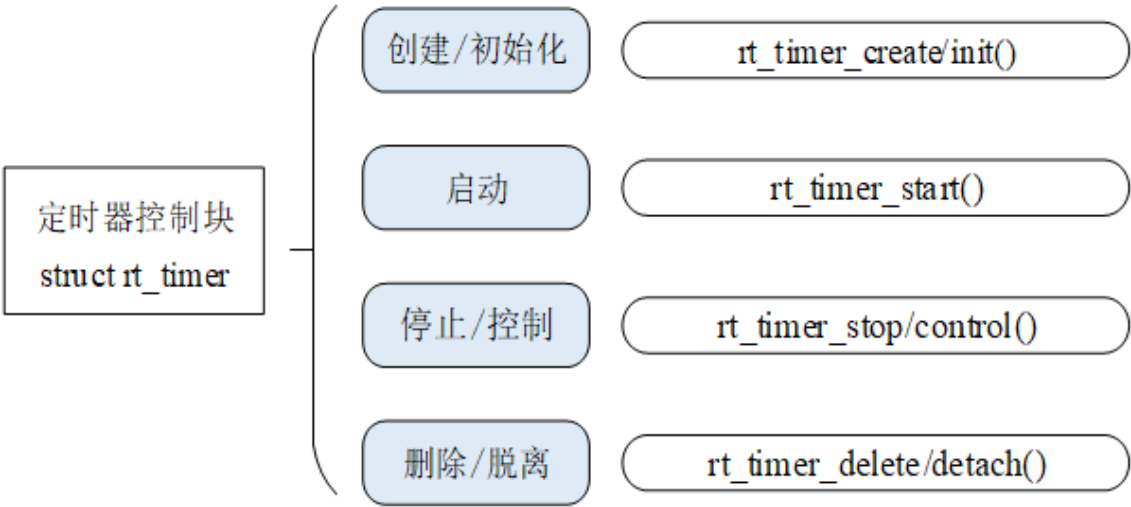 定时器控制块
struct rt_timer
创建/初始化
rt_timer_create/init()
启动
rt_timer_start()
停止/控制
rt_timer_stop/control()
删除/脱离
rt_timer_delete/detach()